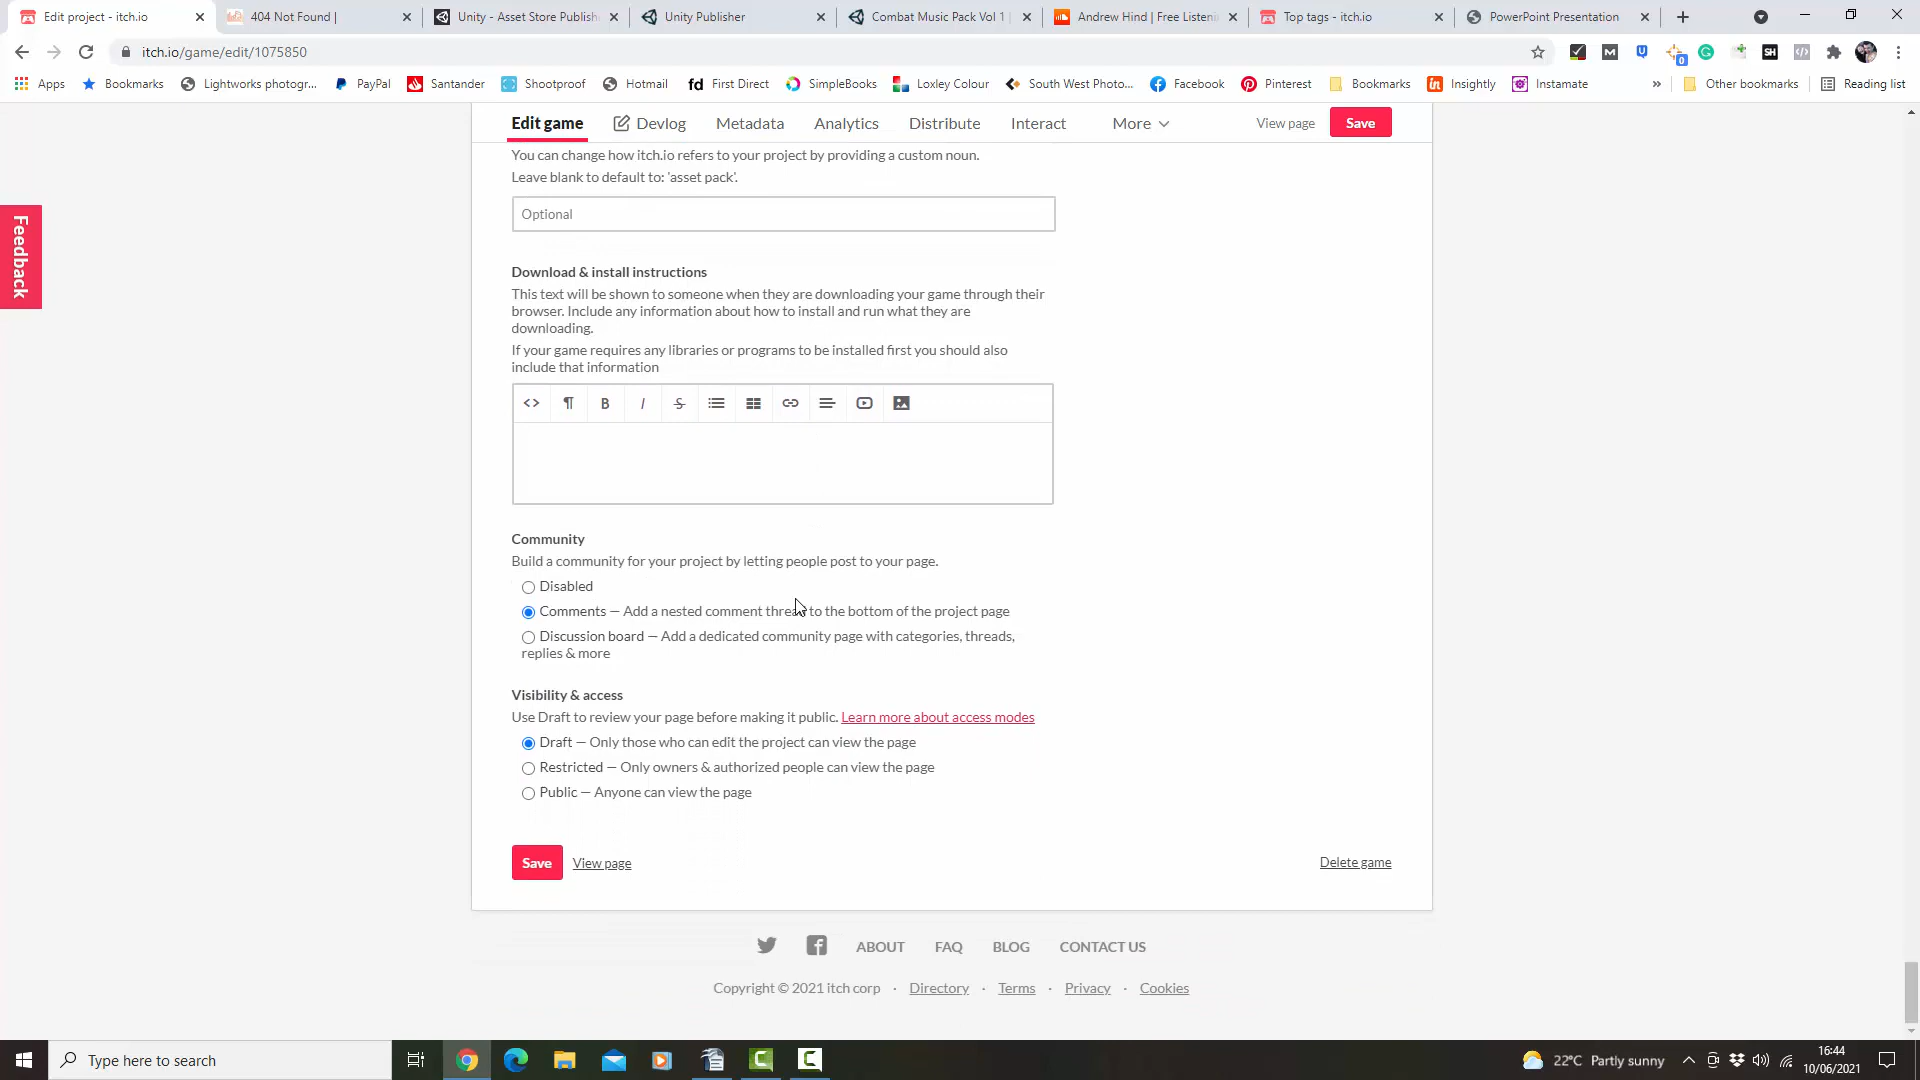 Edit project - itch.io
404 Not Found |
Unity - Asset Store Publish
Unity Publisher
Combat Music Pack Vol 1 |
Andrew Hind | Free Listenin
Top tags - itch.io
PowerPoint Presentation
itch.io/game/edit/1075850
Apps
Bookmarks
Lightworks photogr...
PayPal
Santander
Shootproof
Hotmail
fd First Direct
SimpleBooks
Loxley Colour
South West Photo...
Facebook
Pinterest
Bookmarks
Insightly
Instamate
»
Other bookmarks
Reading list
Edit game
Devlog
Metadata
Analytics
Distribute
Interact
More
View page
Save
Feedback
You can change how itch.io refers to your project by providing a custom noun.
Leave blank to default to: 'asset pack'.
Optional
Download & install instructions
This text will be shown to someone when they are downloading your game through their
browser. Include any information about how to install and run what they are
downloading.
If your game requires any libraries or programs to be installed first you should also
include that information
<> ¶ B I S
Community
Build a community for your project by letting people post to your page.
Disabled
Comments — Add a nested comment thread to the bottom of the project page
Discussion board — Add a dedicated community page with categories, threads,
replies & more
Visibility & access
Use Draft to review your page before making it public. Learn more about access modes
Draft — Only those who can edit the project can view the page
Restricted — Only owners & authorized people can view the page
Public — Anyone can view the page
Save
View page
Delete game
ABOUT
FAQ
BLOG
CONTACT US
Copyright © 2021 itch corp · Directory · Terms · Privacy · Cookies
Type here to search
22°C Partly sunny
16:44
10/06/2021